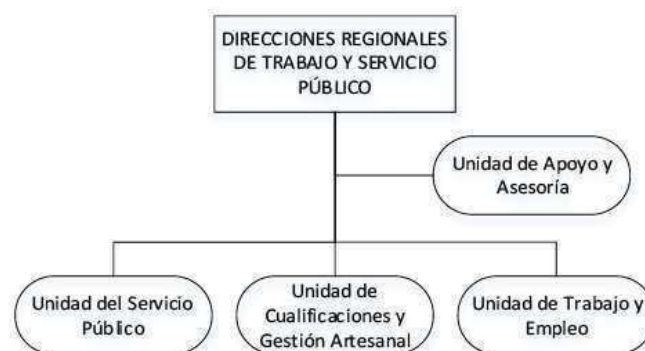 DIRECCIONES REGIONALES
DE TRABAJO Y SERVICIO
PÚBLICO
Unidad de Apoyo y
Asesoría
Unidad del Servicio
Público
Unidad de
Cualificaciones y
Gestión Artesanal
Unidad de Trabajo y
Empleo